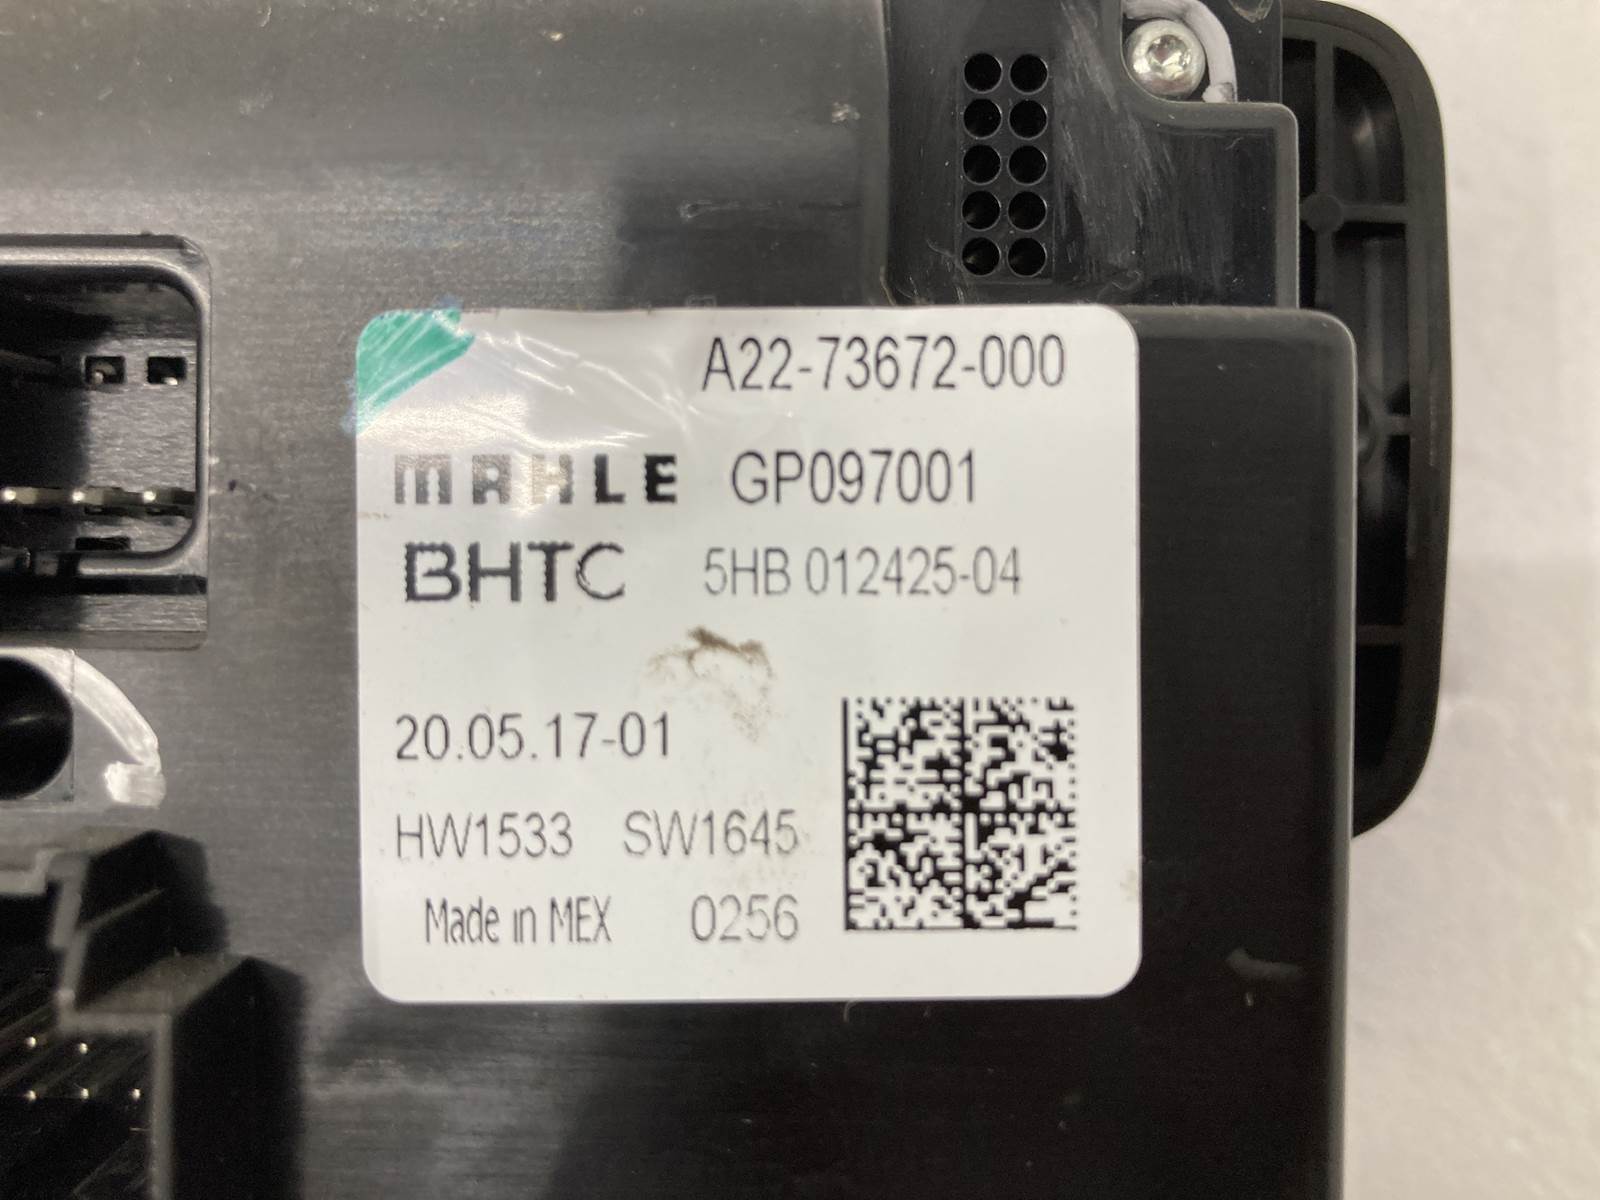 A22-73672-000
MAHLE GP097001
BHTC 5HB 012425-04
20.05.17-01
HW1533 SW1645
Made in MEX 0256